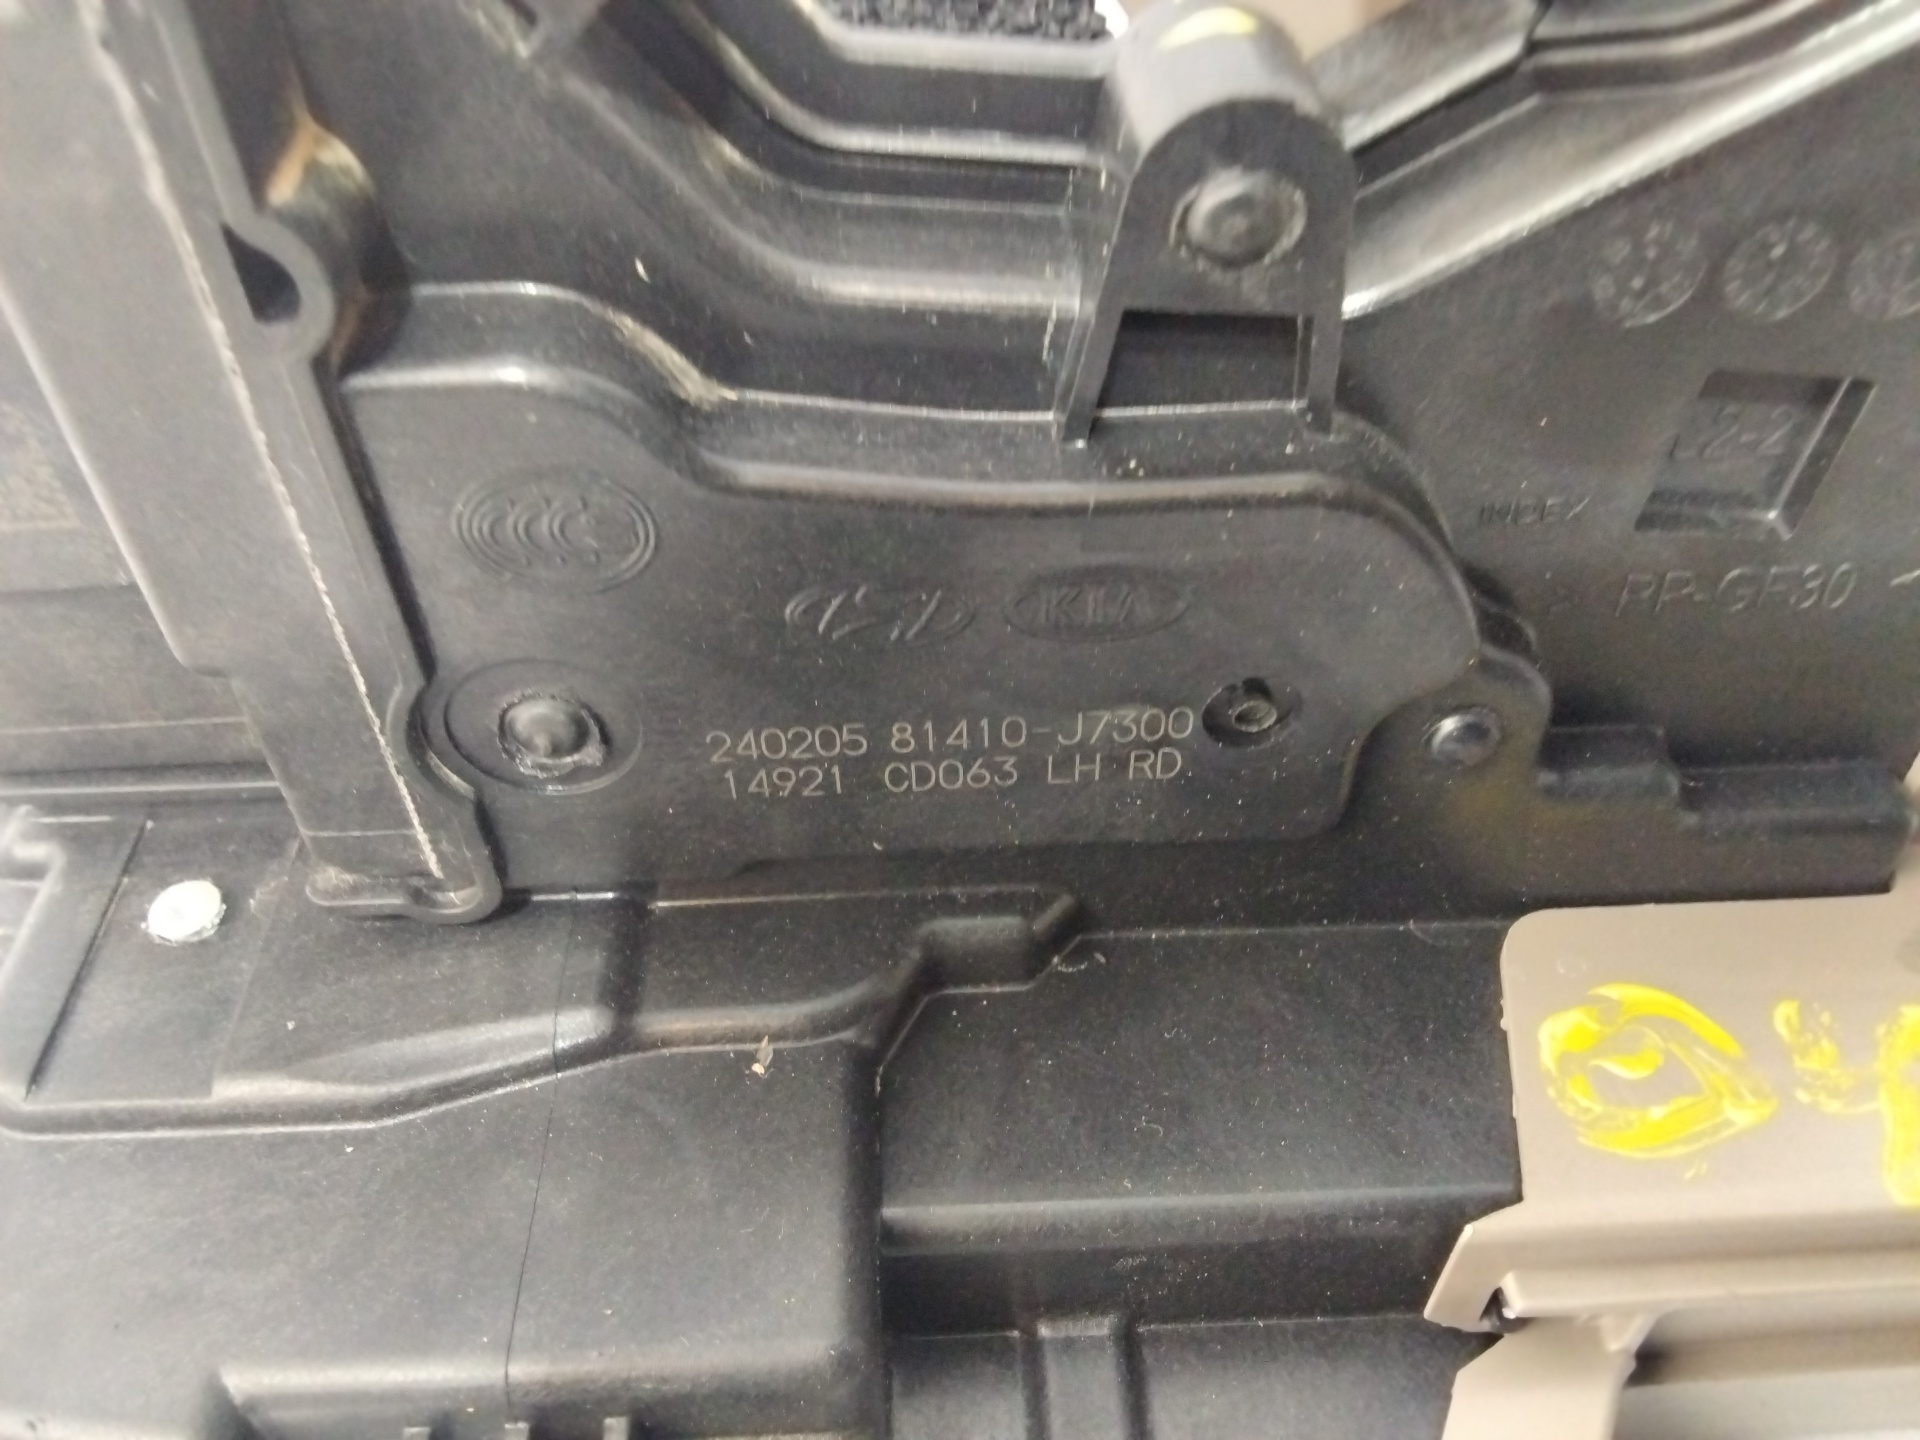 KIA
INDEX
PP-GF30
240205 81410-J7300
14921 CD063 LH RD